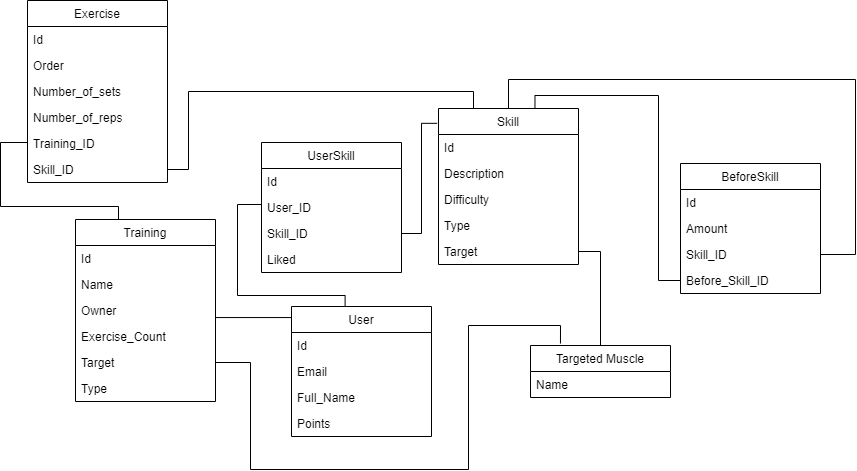 Exercise
Id
Order
Number_of_sets
Number_of_reps
Training_ID
Skill_ID
Skill
Id
Description
Difficulty
Type
Target
UserSkill
Id
User_ID
Skill_ID
Liked
BeforeSkill
Id
Amount
Skill_ID
Before_Skill_ID
Training
Id
Name
Owner
Exercise_Count
Target
Type
User
Id
Email
Full_Name
Points
Targeted Muscle
Name